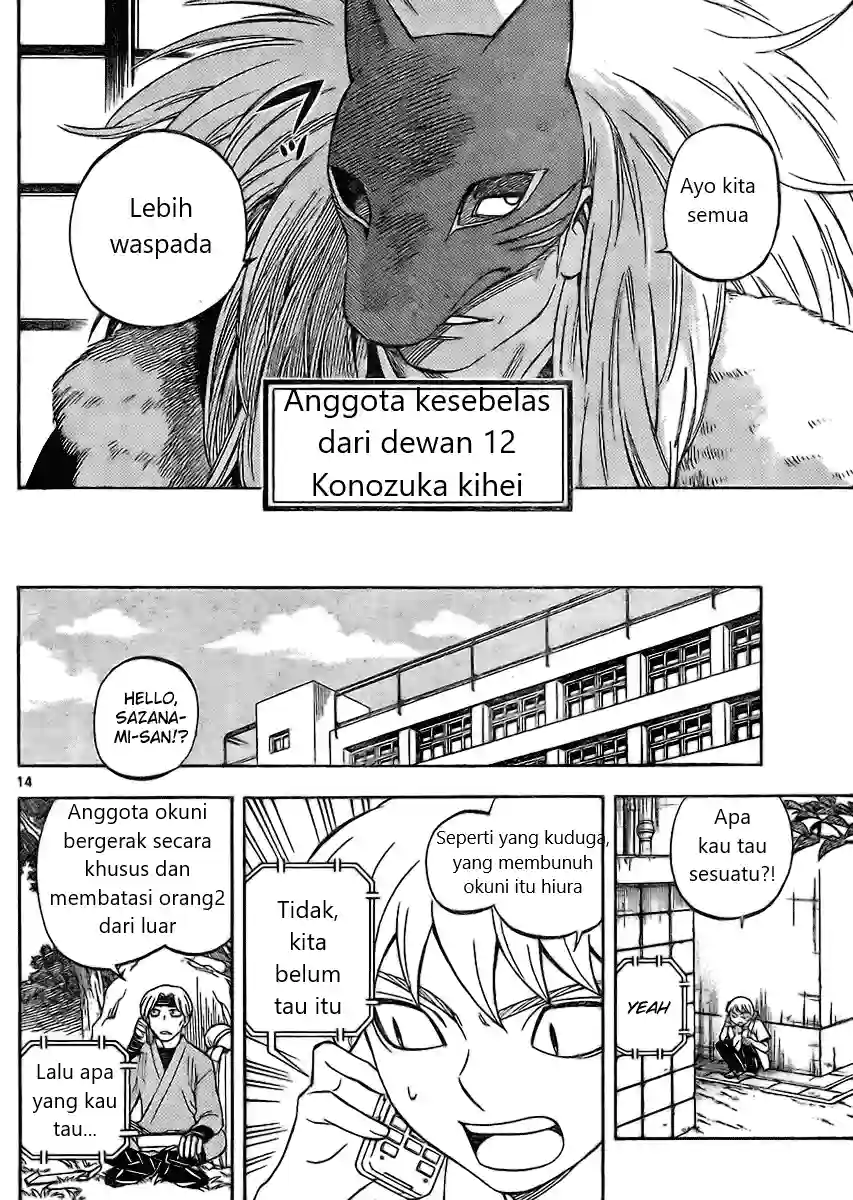 Ayo kita
semua
Lebih
waspada
Anggota kesebelas
dari dewan 12
Konozuka kihei
HELLO,
SAZANA-
MI-SAN!?
14
Apa
kau tau
sesuatu?!
YEAH
Seperti yang kuduga,
yang membunuh
okuni itu hiura
Tidak,
kita
belum
tau itu
Anggota okuni
bergerak secara
khusus dan
membatasi orang2
dari luar
Lalu apa
yang kau
tau...